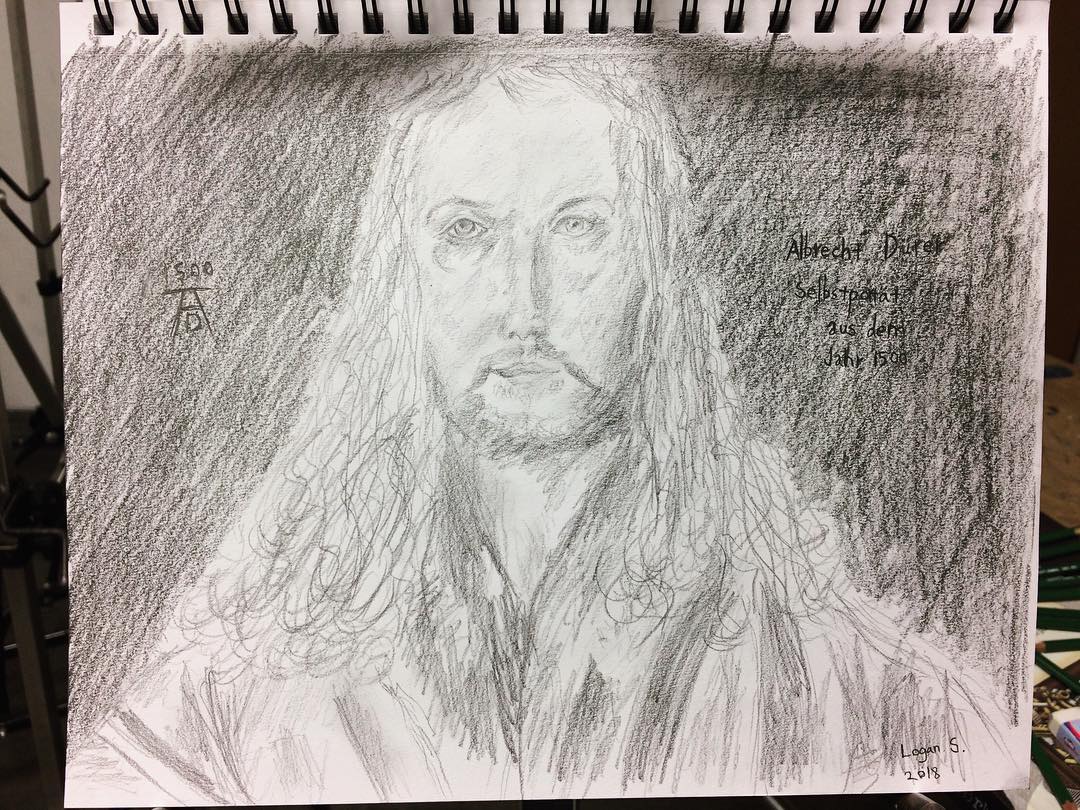 1500
AD
Albrecht Dürer
Selbstporträt
aus dem
Jahr 1500
Logan S.
2018